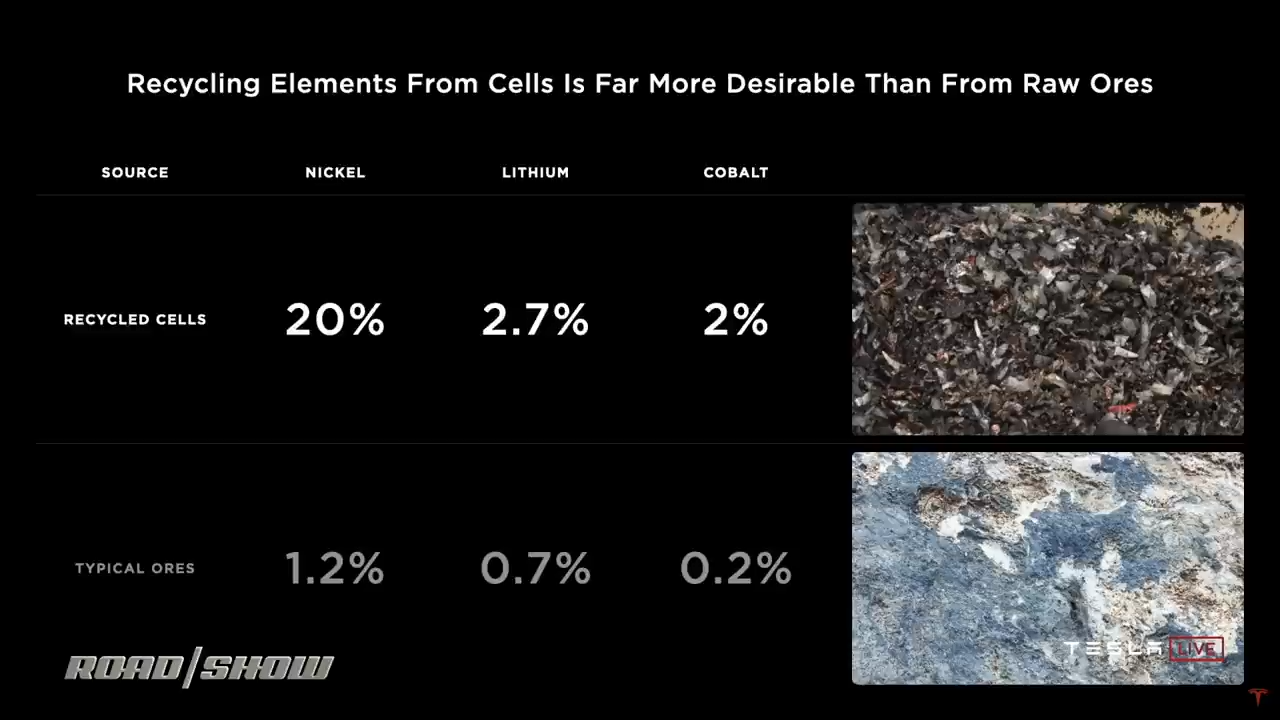 Recycling Elements From Cells Is Far More Desirable Than From Raw Ores
SOURCE NICKEL LITHIUM COBALT
RECYCLED CELLS 20% 2.7% 2%
TYPICAL ORES 1.2% 0.7% 0.2%
ROAD/SHOW
TESLA LIVE